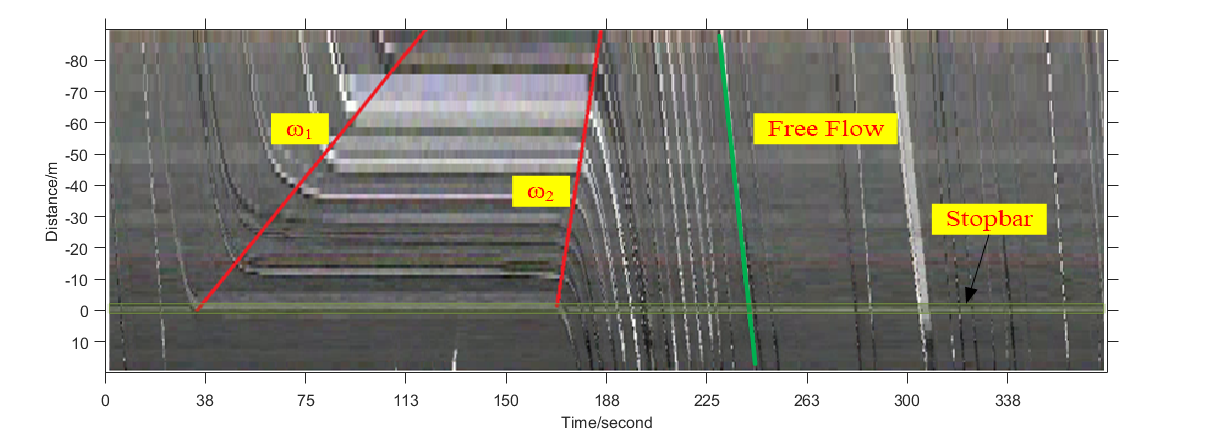 -80
-70
-60
-50
-40
-30
-20
-10
0
10
Distance/m
ω1
ω2
Free Flow
Stopbar
0 38 75 113 150 188 225 263 300 338
Time/second